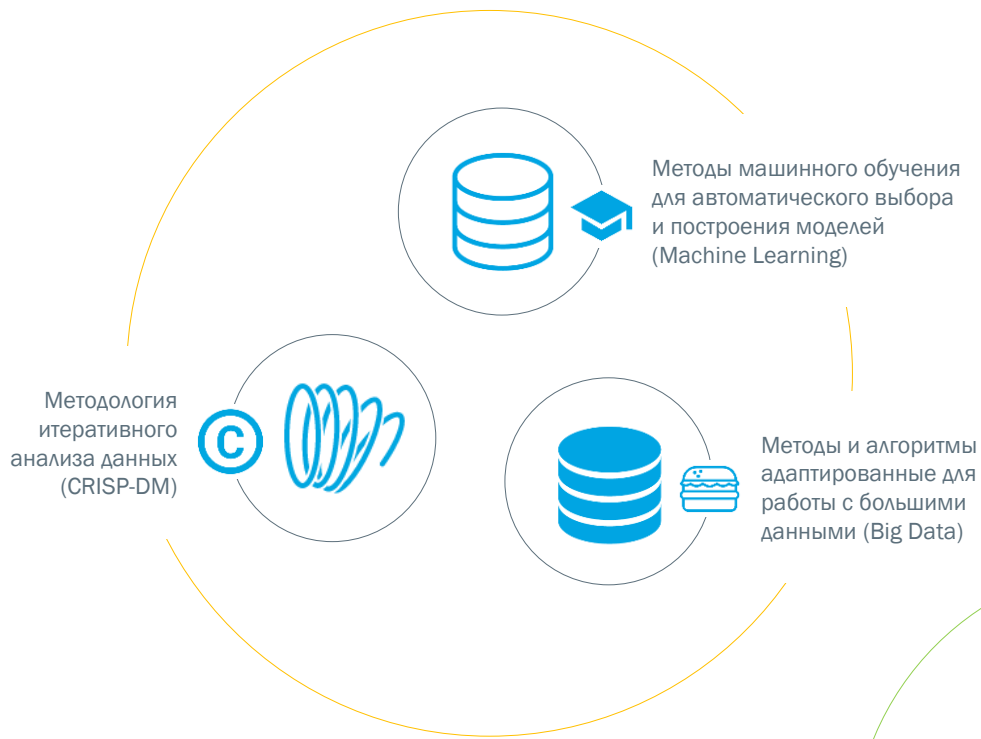 Методы машинного обучения
для автоматического выбора
и построения моделей
(Machine Learning)
Методология
итеративного
анализа данных
(CRISP-DM)
C
Методы и алгоритмы
адаптированные для
работы с большими
данными (Big Data)